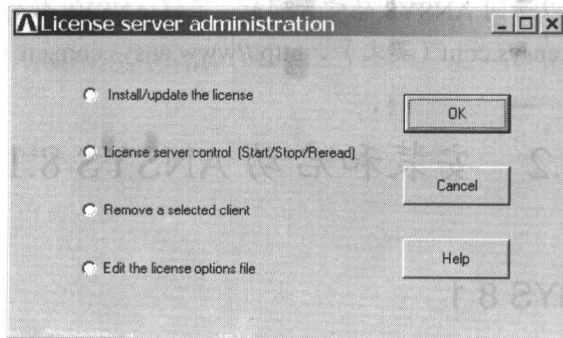 License server administration
Install/update the license
License server control (Start/Stop/Reread)
Remove a selected client
Edit the license options file
OK
Cancel
Help